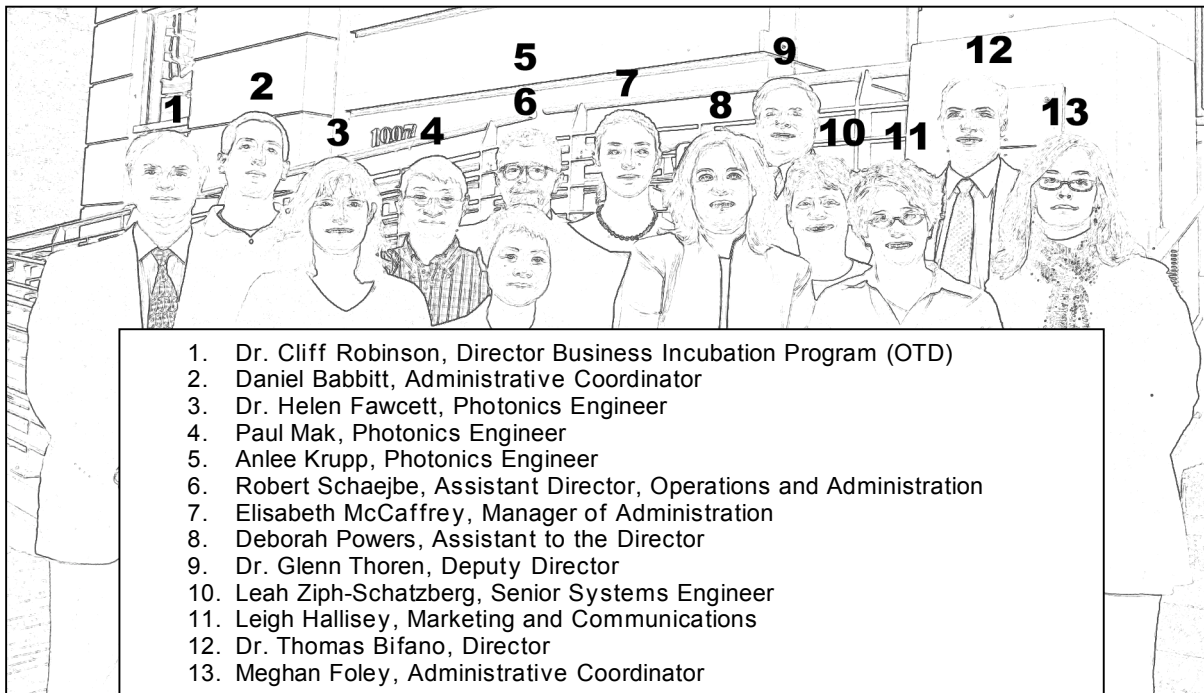 5
9
12
2
7
1
6
8
13
3
1007
4
10
11
1. Dr. Cliff Robinson, Director Business Incubation Program (OTD)
2. Daniel Babbitt, Administrative Coordinator
3. Dr. Helen Fawcett, Photonics Engineer
4. Paul Mak, Photonics Engineer
5. Anlee Krupp, Photonics Engineer
6. Robert Schaejbe, Assistant Director, Operations and Administration
7. Elisabeth McCaffrey, Manager of Administration
8. Deborah Powers, Assistant to the Director
9. Dr. Glenn Thoren, Deputy Director
10. Leah Ziph-Schatzberg, Senior Systems Engineer
11. Leigh Hallisey, Marketing and Communications
12. Dr. Thomas Bifano, Director
13. Meghan Foley, Administrative Coordinator